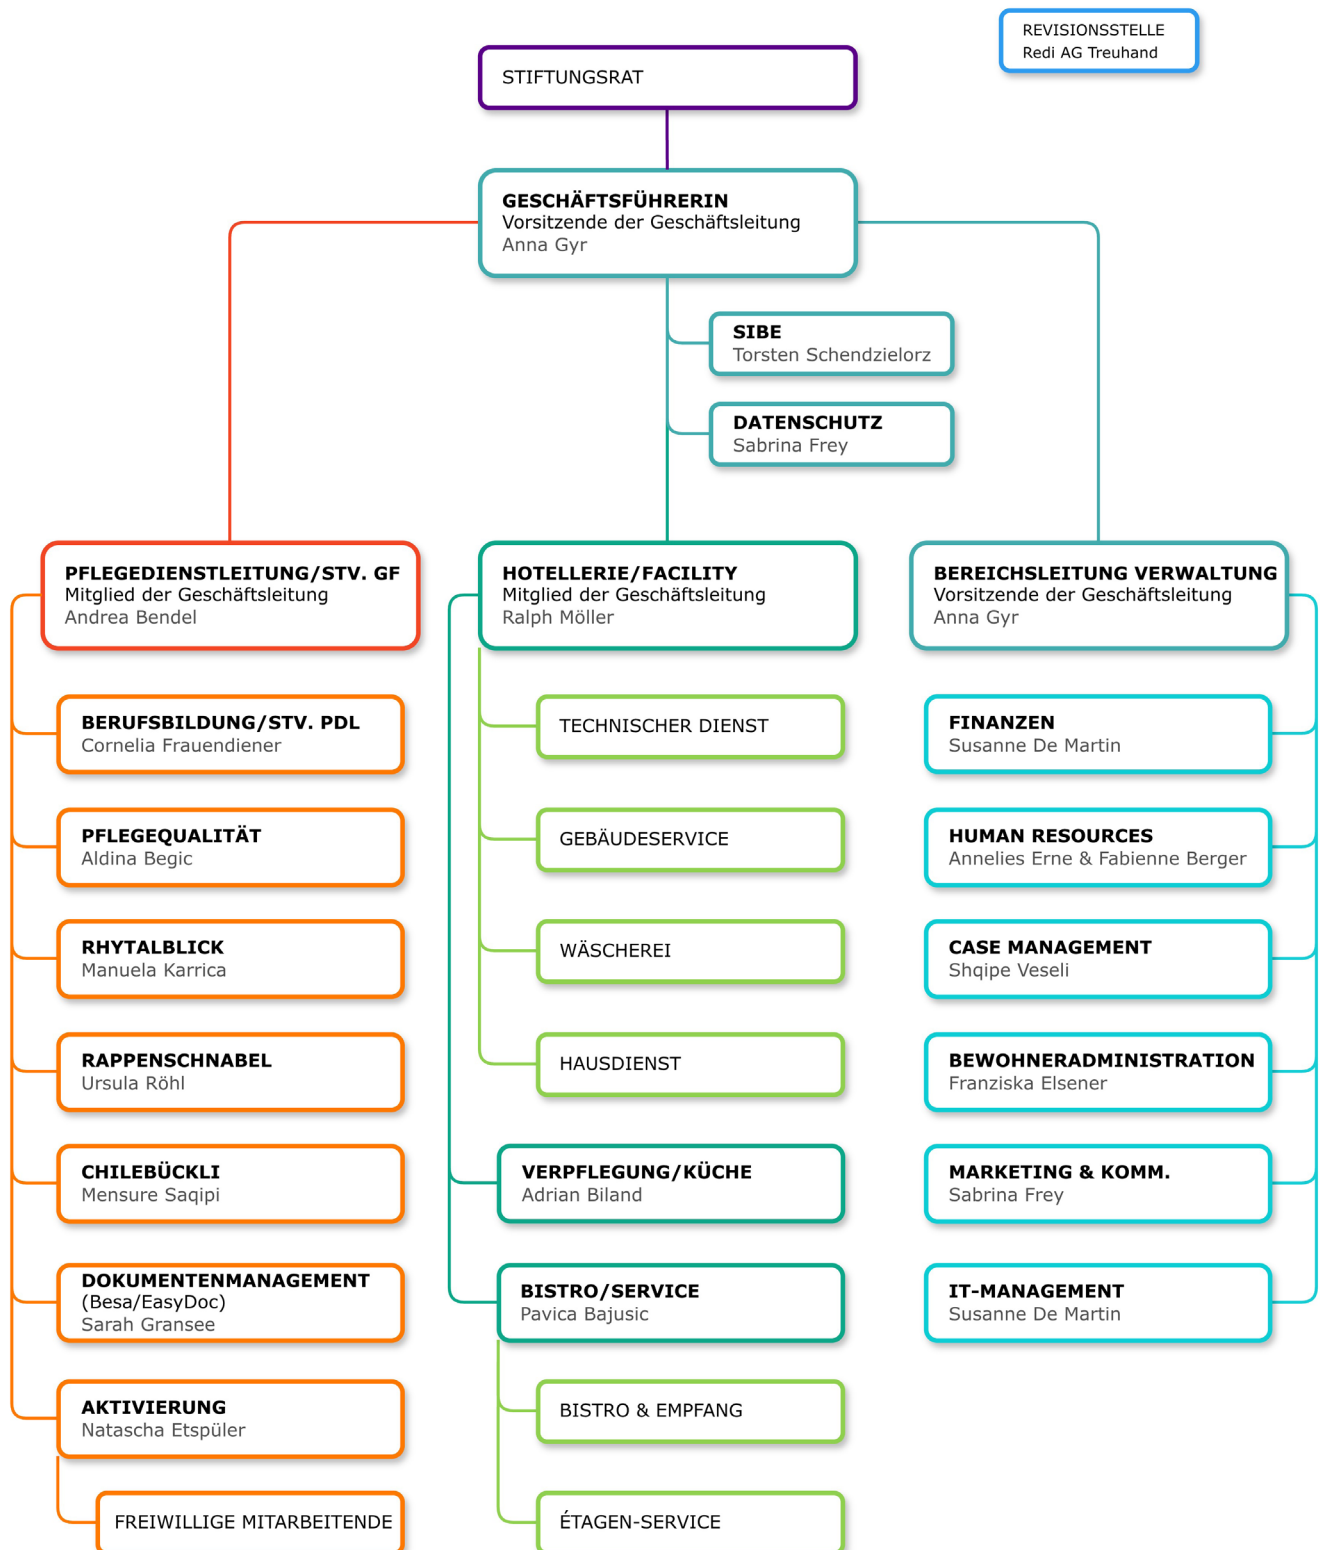 REVISIONSSTELLE
Redi AG Treuhand
STIFTUNGSRAT
GESCHÄFTSFÜHRERIN
Vorsitzende der Geschäftsleitung
Anna Gyr
SIBE
Torsten Schendzielorz
DATENSCHUTZ
Sabrina Frey
PFLEGEDIENSTLEITUNG/STV. GF
Mitglied der Geschäftsleitung
Andrea Bendel
BERUFSBILDUNG/STV. PDL
Cornelia Frauendiener
PFLEGEQUALITÄT
Aldina Begic
RHYTALBLICK
Manuela Karrica
RAPPENSCHNABEL
Ursula Röhl
CHILEBÜCKLI
Mensure Saqipi
DOKUMENTENMANAGEMENT
(Besa/EasyDoc)
Sarah Gransee
AKTIVIERUNG
Natascha Etspüler
FREIWILLIGE MITARBEITENDE
HOTELLERIE/FACILITY
Mitglied der Geschäftsleitung
Ralph Möller
TECHNISCHER DIENST
GEBÄUDESERVICE
WÄSCHEREI
HAUSDIENST
VERPFLEGUNG/KÜCHE
Adrian Biland
BISTRO/SERVICE
Pavica Bajusic
BISTRO & EMPFANG
ÉTAGEN-SERVICE
BEREICHSLEITUNG VERWALTUNG
Vorsitzende der Geschäftsleitung
Anna Gyr
FINANZEN
Susanne De Martin
HUMAN RESOURCES
Annelies Erne & Fabienne Berger
CASE MANAGEMENT
Shqipe Veseli
BEWOHNERADMINISTRATION
Franziska Elsener
MARKETING & KOMM.
Sabrina Frey
IT-MANAGEMENT
Susanne De Martin